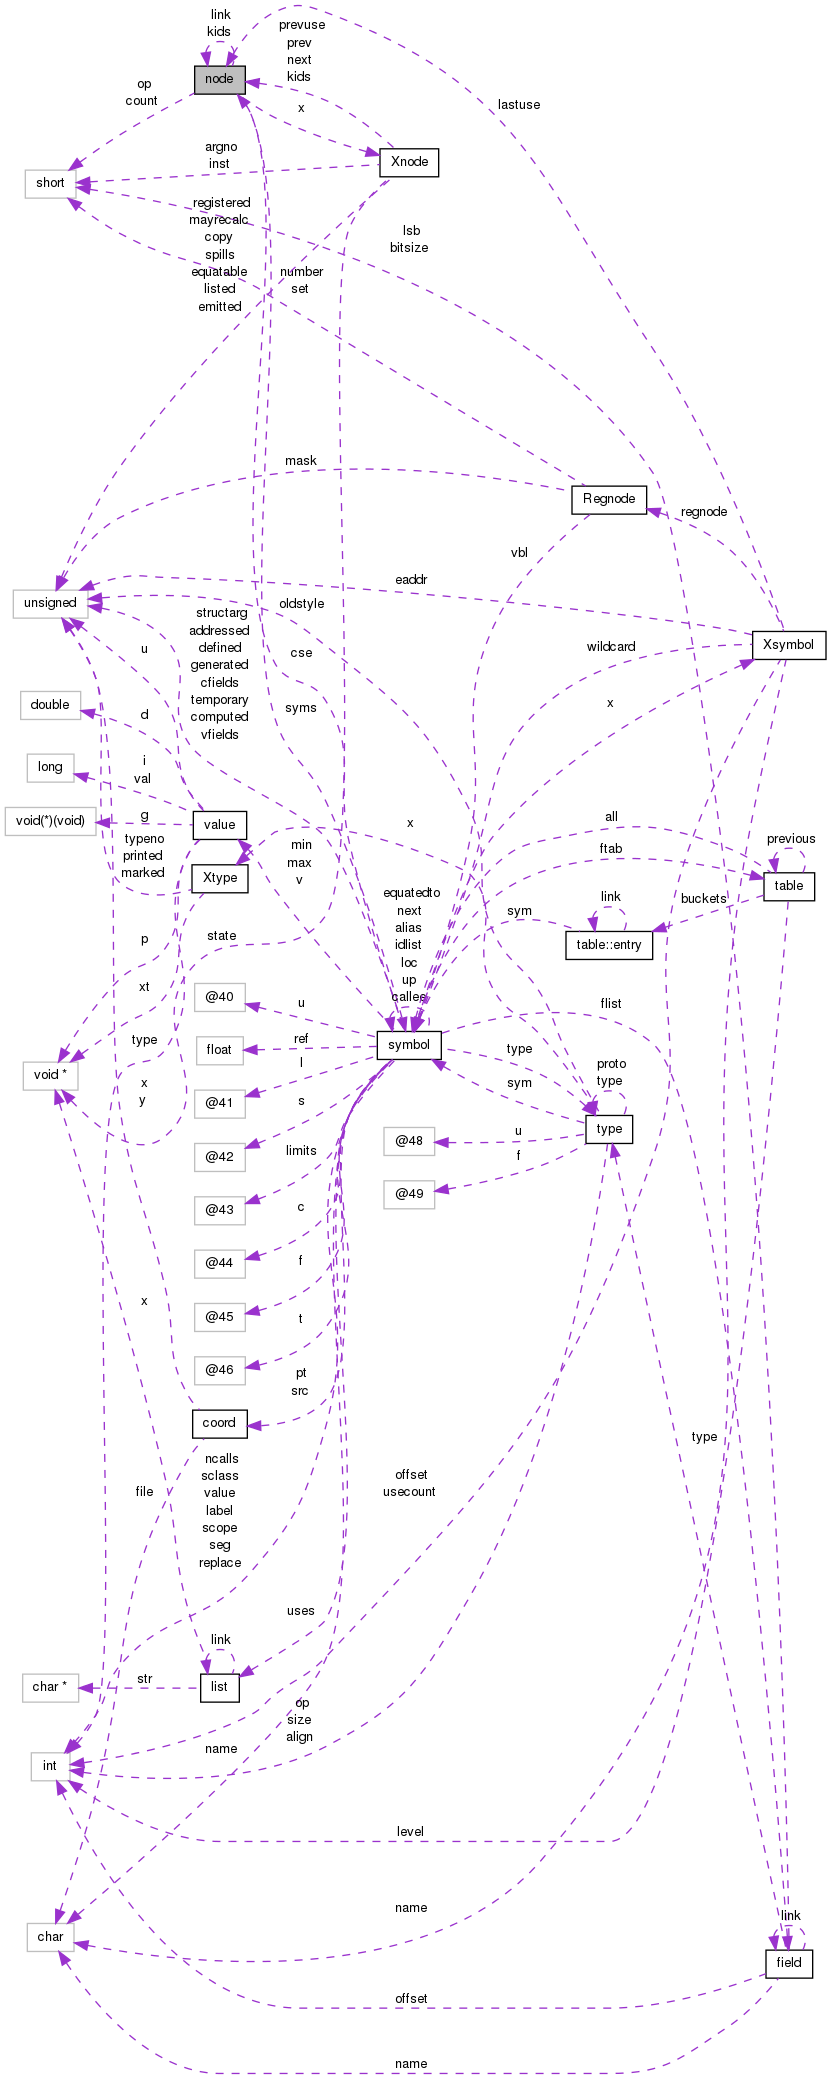 link
kids
prevuse
prev
next
kids
node
op
count
lastuse
x
argno
inst
Xnode
short
registered
mayrecalc
copy
spills
equatable
listed
emitted
lsb
bitsize
number
set
mask
Regnode
regnode
vbl
eaddr
unsigned
oldstyle
structarg
addressed
defined
generated
cfields
temporary
computed
vfields
Xsymbol
wildcard
u
cse
double
d
syms
x
long
i
val
void(*)(void)
g
value
x
all
previous
typeno
printed
marked
min
max
v
ftab
Xtype
table
equatedto
next
alias
idlist
loc
up
callee
link
buckets
p
state
sym
table::entry
xt
@40
u
flist
type
float
ref
symbol
type
proto
type
void *
l
sym
x
y
@41
s
@48
u
type
@42
limits
f
@43
@49
c
@44
f
x
@45
t
@46
pt
src
coord
type
file
ncalls
sclass
value
label
scope
seg
replace
offset
usecount
uses
link
char *
str
list
op
size
align
int
name
level
name
link
char
field
offset
name